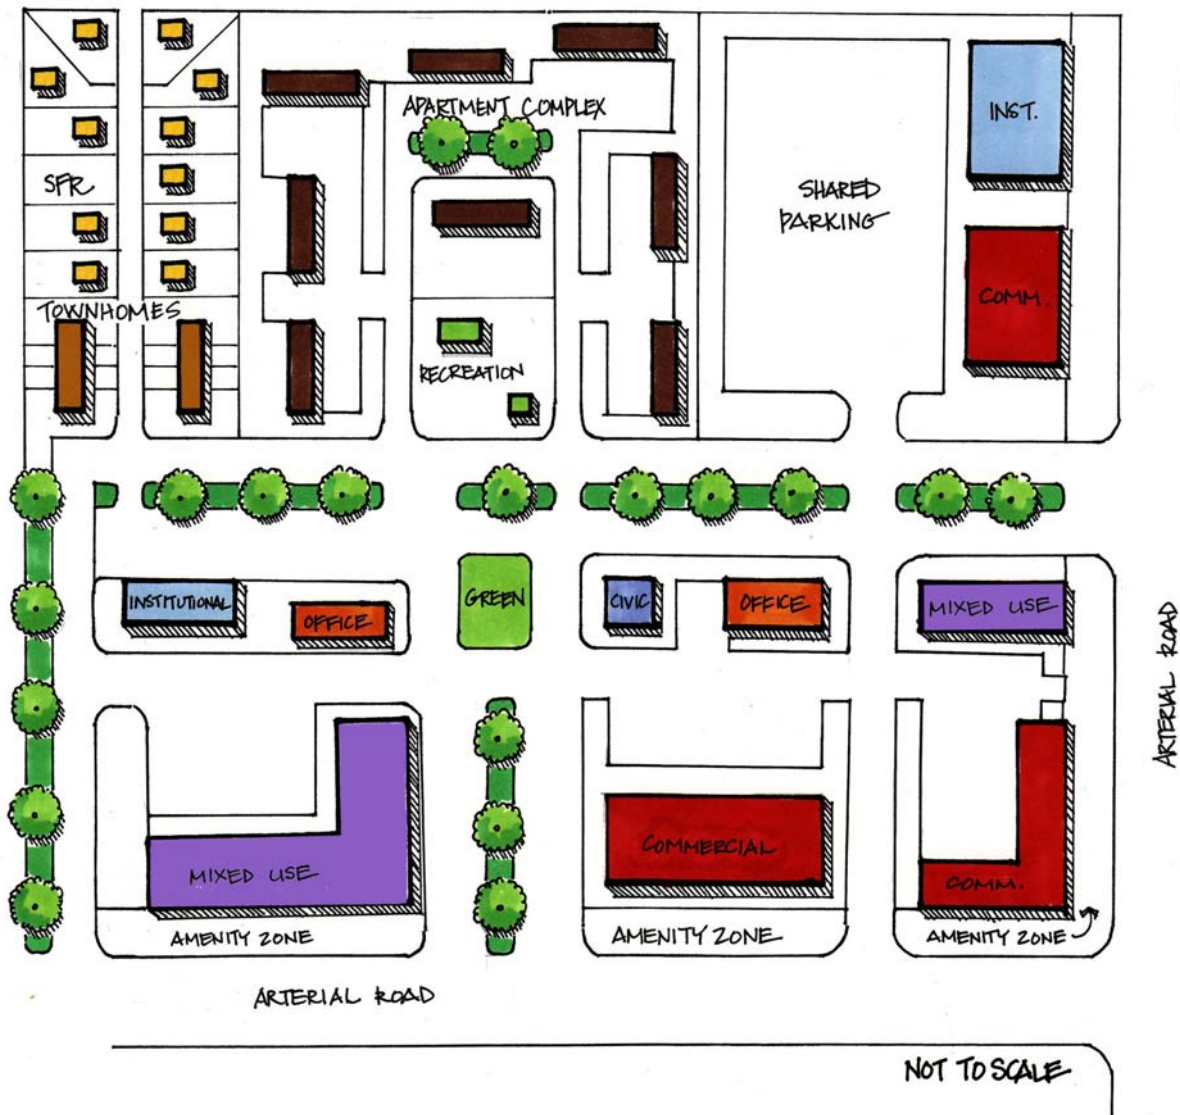 APARTMENT COMPLEX
INST.
SFR
SHARED
PARKING
TOWNHOMES
COMM.
RECREATION
INSTITUTIONAL
OFFICE
GREEN
CIVIC
OFFICE
MIXED USE
ARTERIAL ROAD
MIXED USE
COMMERCIAL
COMM.
AMENITY ZONE
AMENITY ZONE
AMENITY ZONE
ARTERIAL ROAD
NOT TO SCALE